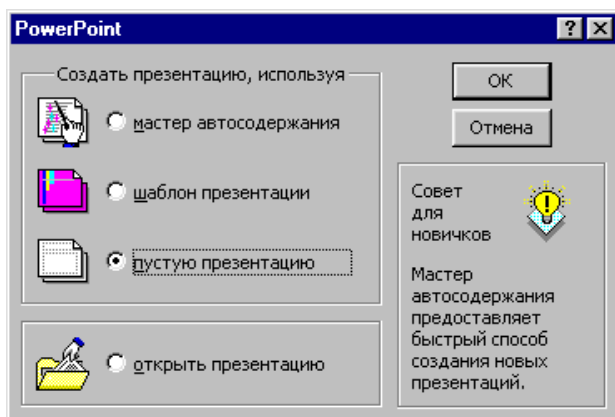 PowerPoint
Создать презентацию, используя
мастер автосодержания
шаблон презентации
пустую презентацию
открыть презентацию
OK
Отмена
Совет
для
новичков
Мастер
автосодержания
предоставляет
быстрый способ
создания новых
презентаций.